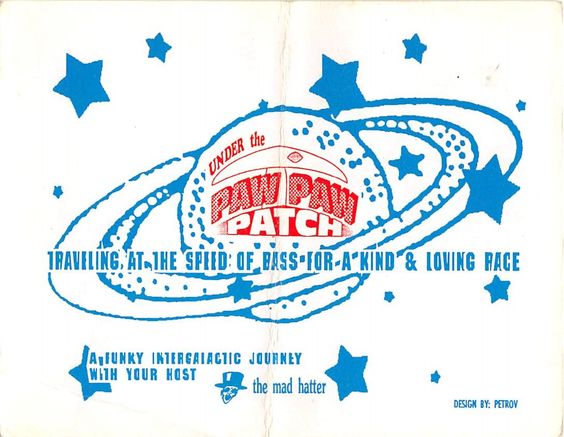 UNDER the
PAW PAW
PATCH
TRAVELING AT THE SPEED OF BASS FOR A KIND & LOVING RACE
A FUNKY INTERGALACTIC JOURNEY
WITH YOUR HOST
the mad hatter
DESIGN BY: PETROV